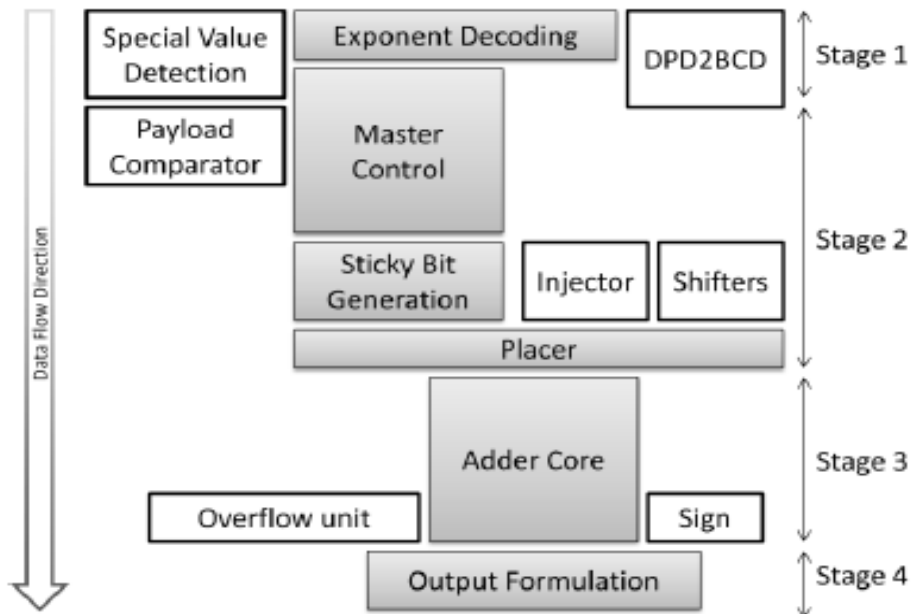 Special Value
Detection
Exponent Decoding
DPD2BCD
Stage 1
Payload
Comparator
Master
Control
Stage 2
Sticky Bit
Generation
Injector
Shifters
Placer
Data Flow Direction
Adder Core
Stage 3
Overflow unit
Sign
Output Formulation
Stage 4